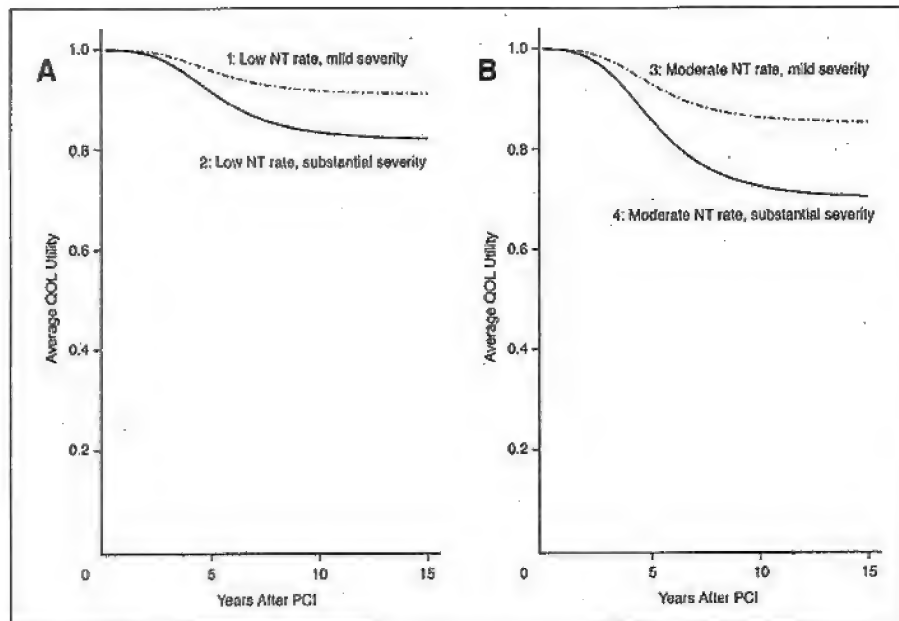 A
1.0
0.8
0.6
0.4
0.2
0
5
10
15
Average QOL Utility
Years After PCI
1: Low NT rate, mild severity
2: Low NT rate, substantial severity
B
1.0
0.8
0.6
0.4
0.2
0
5
10
15
Average QOL Utility
Years After PCI
3: Moderate NT rate, mild severity
4: Moderate NT rate, substantial severity